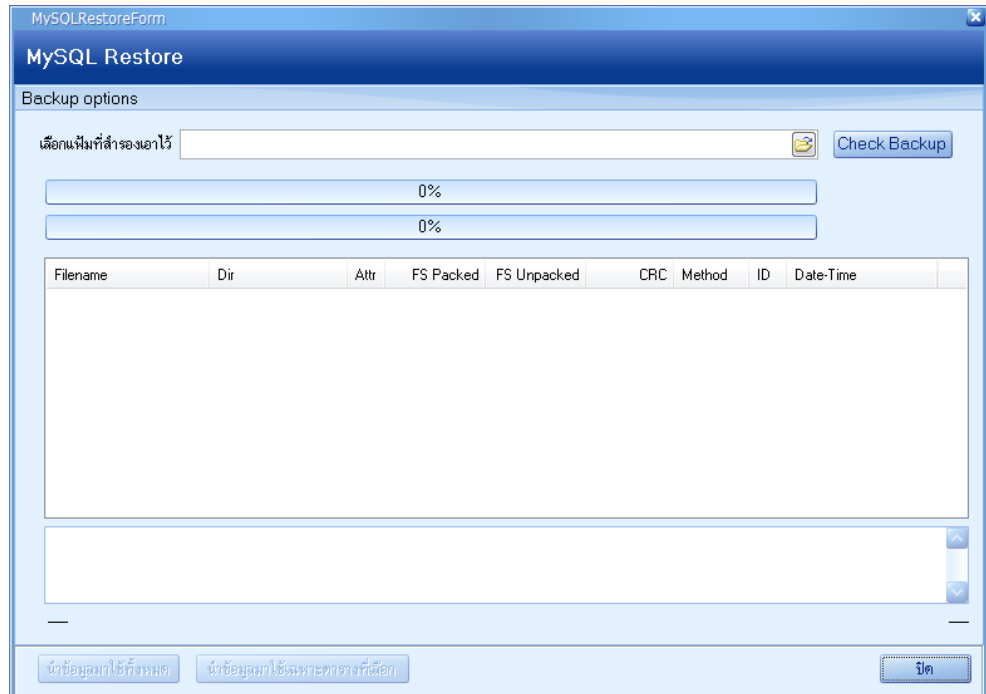 MySQLRestoreForm
MySQL Restore
Backup options
เลือกแฟ้มที่สำรองเอาไว้ Check Backup
0%
0%
Filename Dir Attr FS Packed FS Unpacked CRC Method ID Date-Time
นำข้อมูลมาใช้ทั้งหมด นำข้อมูลมาใช้เฉพาะตารางที่เลือก ปิด